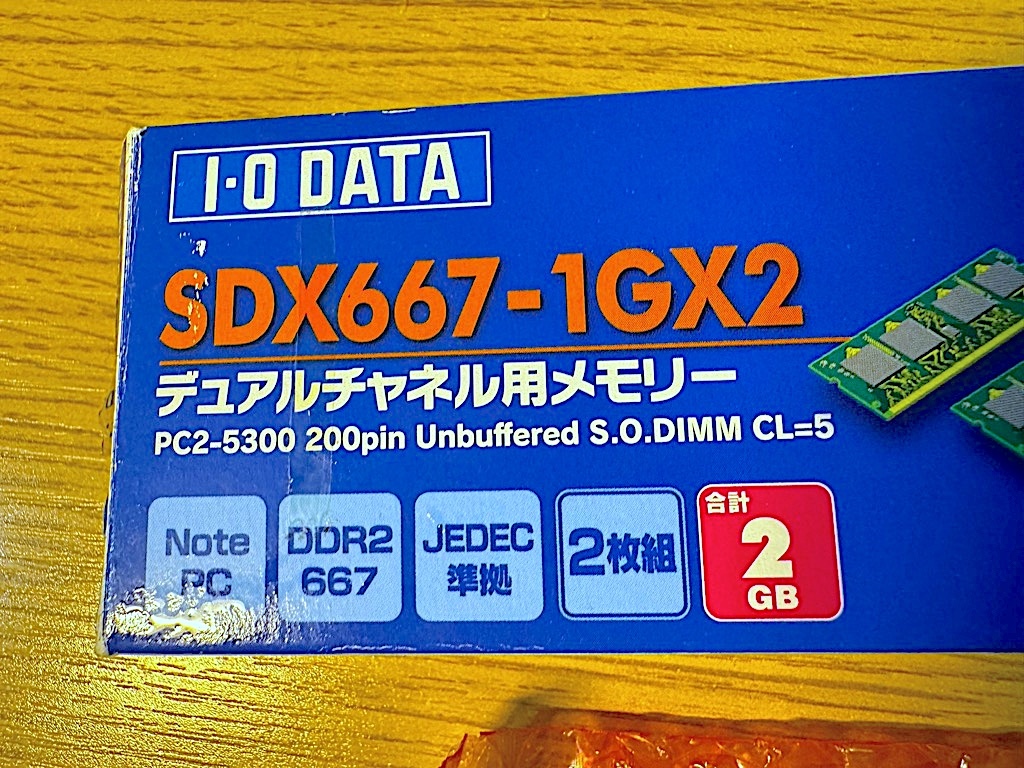 I·O DATA
SDX667-1GX2
デュアルチャネル用メモリー
PC2-5300 200pin Unbuffered S.O.DIMM CL=5
Note
PC
DDR2
667
JEDEC
準拠
2枚組
合計
2
GB